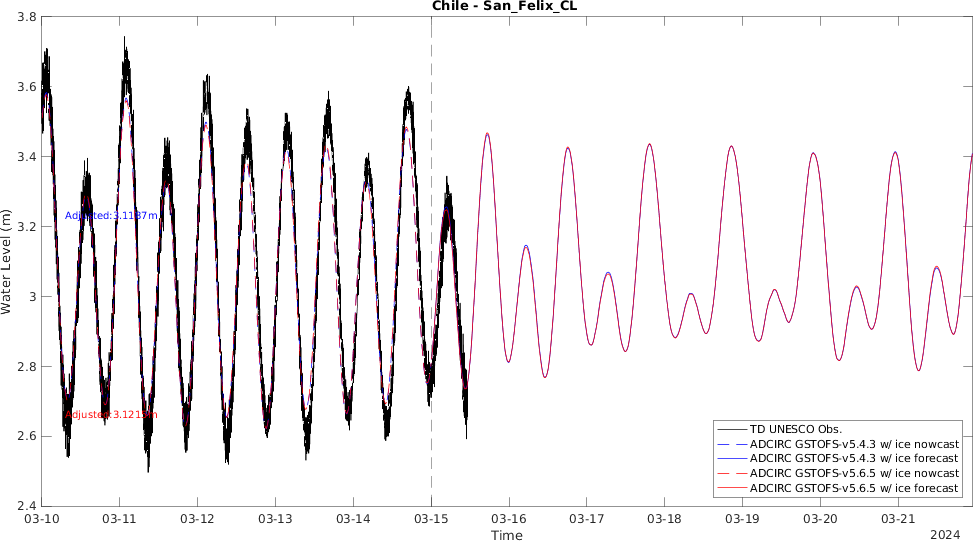 Chile - San_Felix_CL
3.8
3.6
3.4
3.2
3
2.8
2.6
2.4
Water Level (m)
Adjusted:3.1187m
TD UNESCO Obs.
ADCIRC GSTOFS-v5.4.3 w/ ice nowcast
ADCIRC GSTOFS-v5.4.3 w/ ice forecast
ADCIRC GSTOFS-v5.6.5 w/ ice nowcast
ADCIRC GSTOFS-v5.6.5 w/ ice forecast
03-10 03-11 03-12 03-13 03-14 03-15 03-16 03-17 03-18 03-19 03-20 03-21
Time
2024